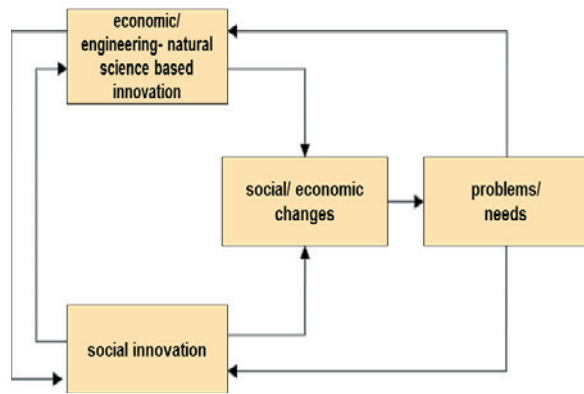 economic/
engineering- natural
science based
innovation
social/ economic
changes
problems/
needs
social innovation